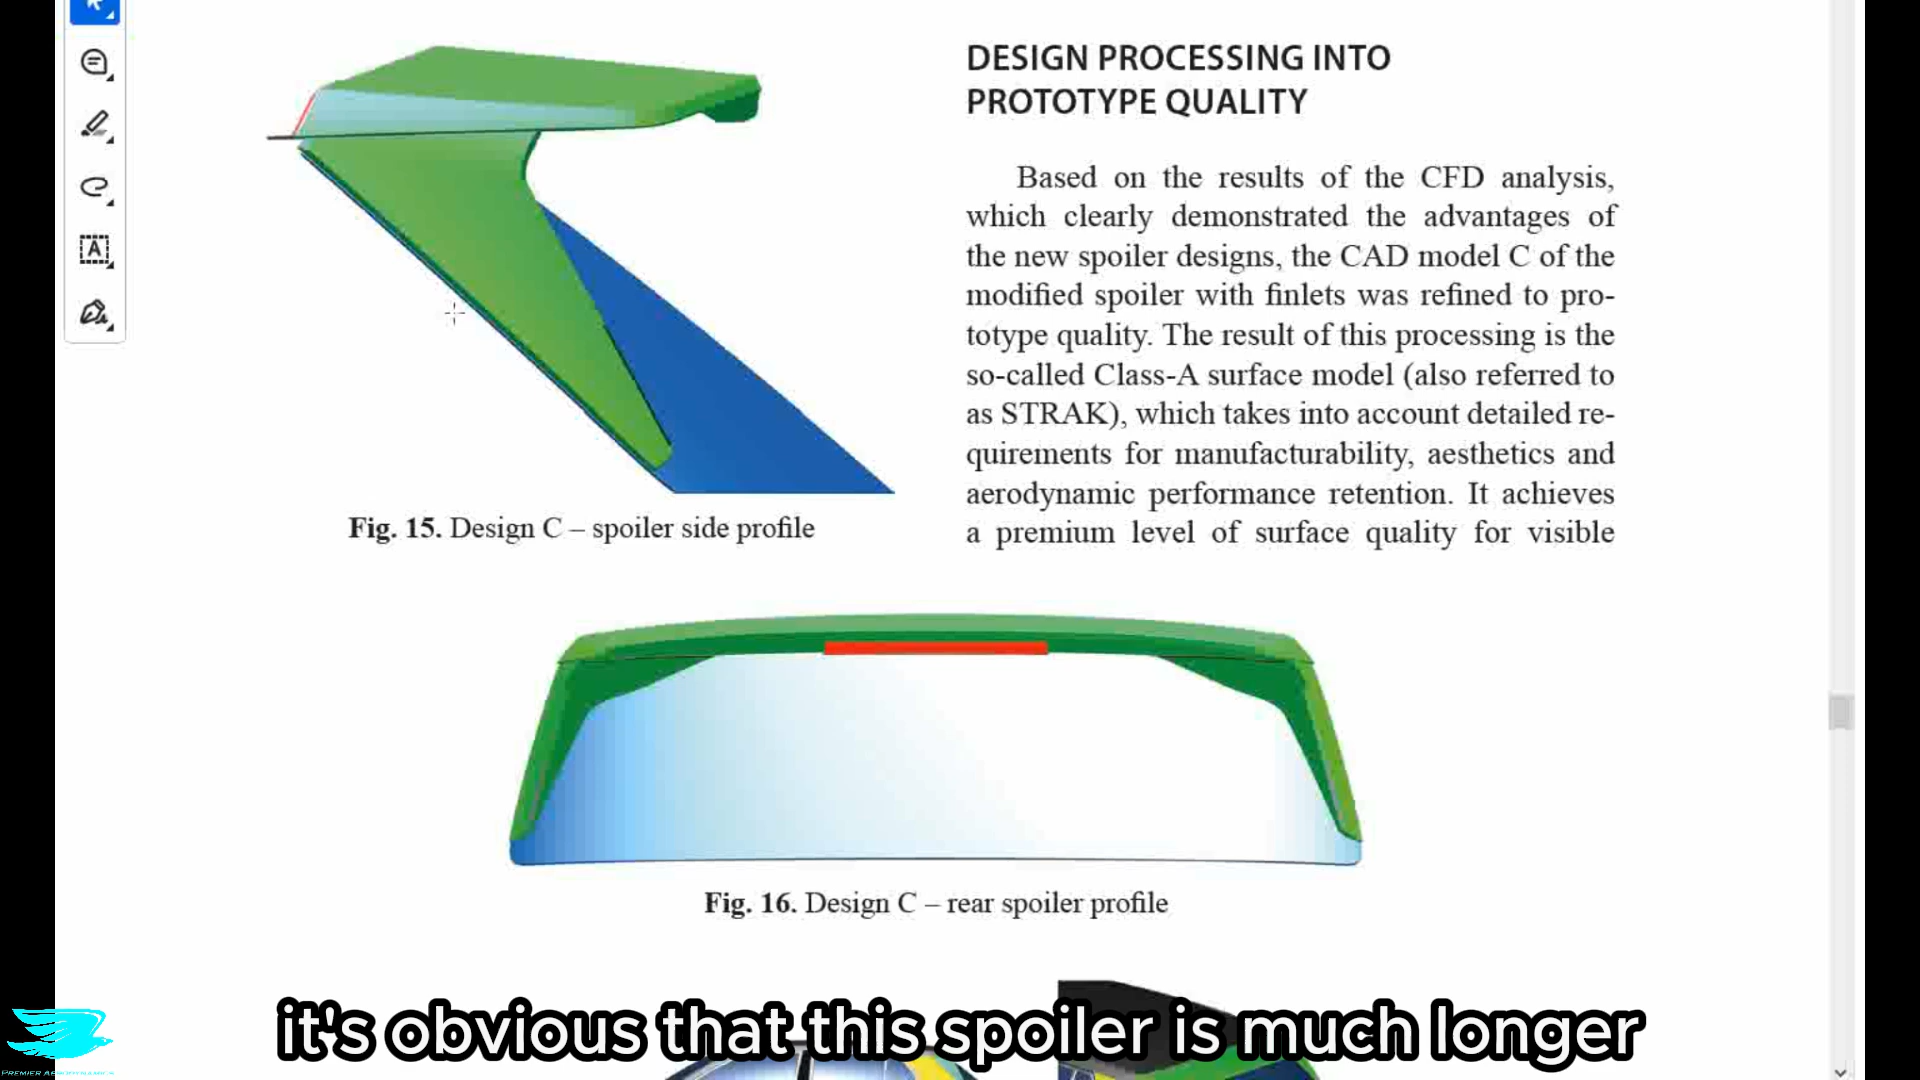 DESIGN PROCESSING INTO
PROTOTYPE QUALITY
Based on the results of the CFD analysis,
which clearly demonstrated the advantages of
the new spoiler designs, the CAD model C of the
modified spoiler with finlets was refined to pro-
totype quality. The result of this processing is the
so-called Class-A surface model (also referred to
as STRAK), which takes into account detailed re-
quirements for manufacturability, aesthetics and
aerodynamic performance retention. It achieves
a premium level of surface quality for visible
Fig. 15. Design C – spoiler side profile
Fig. 16. Design C – rear spoiler profile
it's obvious that this spoiler is much longer
PREMIER AERODYNAMICS